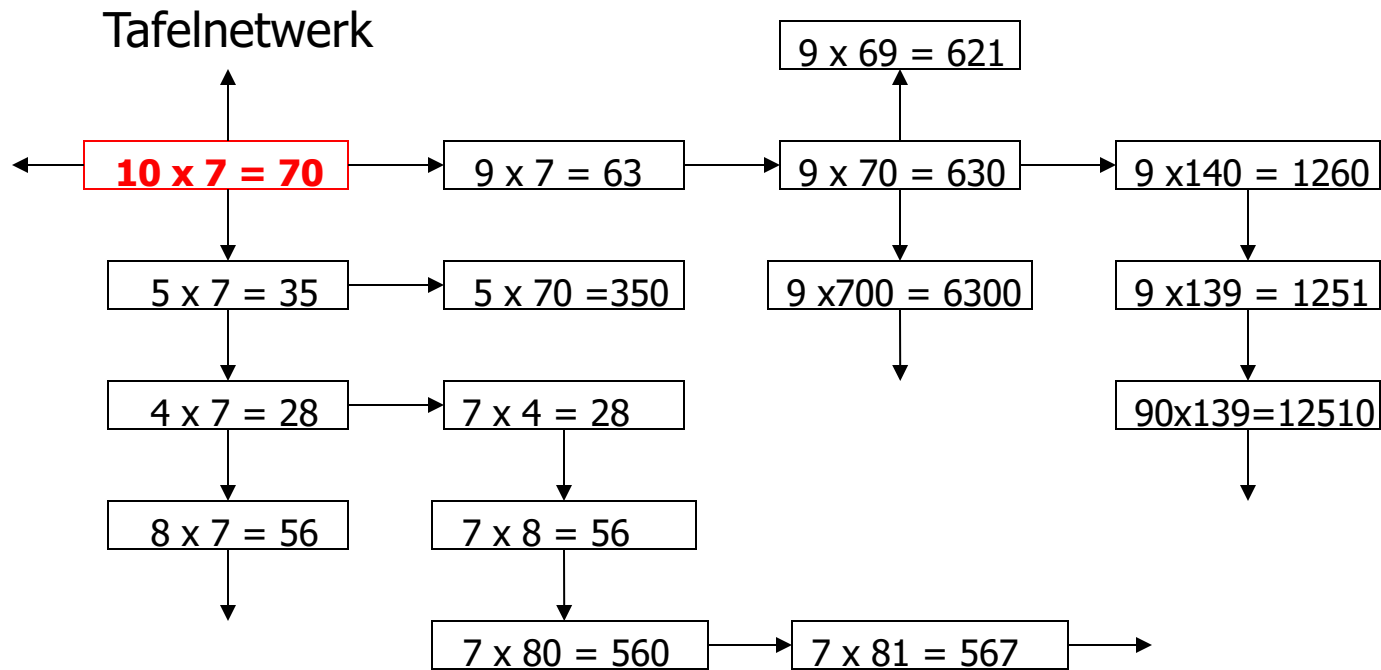 Tafelnetwerk
9 x 69 = 621
10 x 7 = 70
9 x 7 = 63
9 x 70 = 630
9 x140 = 1260
5 x 7 = 35
5 x 70 =350
9 x700 = 6300
9 x139 = 1251
4 x 7 = 28
7 x 4 = 28
90x139=12510
8 x 7 = 56
7 x 8 = 56
7 x 80 = 560
7 x 81 = 567